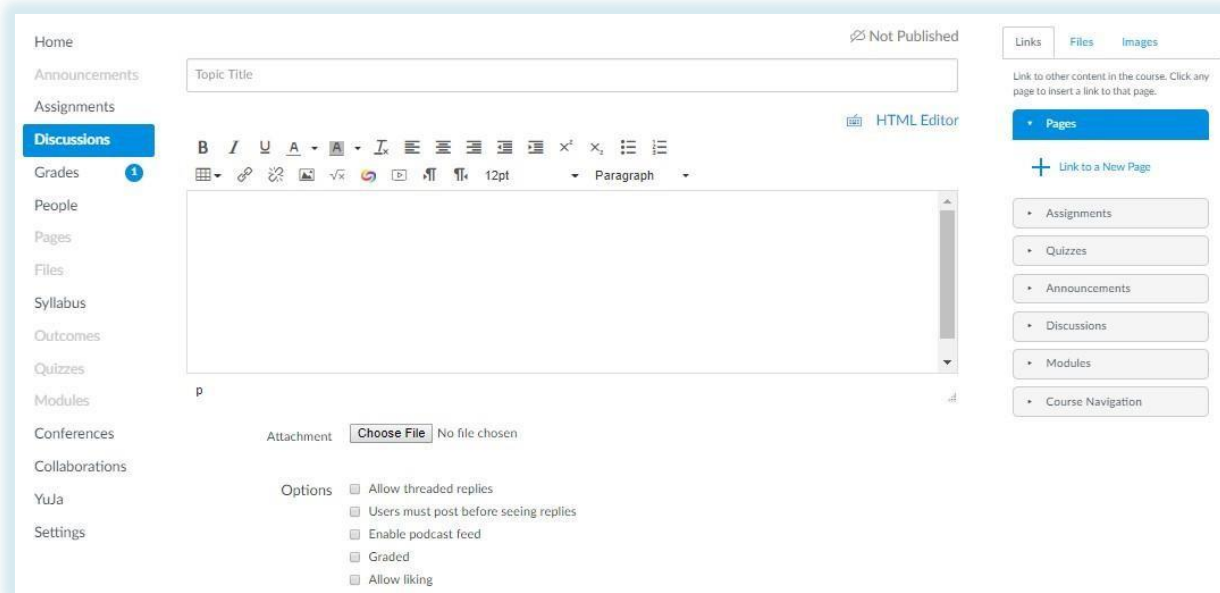 Home
Announcements
Assignments
Discussions
Grades 1
People
Pages
Files
Syllabus
Outcomes
Quizzes
Modules
Conferences
Collaborations
YuJa
Settings
Not Published
Topic Title
HTML Editor
B I U A A Tx x² x₂
√x 12pt Paragraph
p
Attachment Choose File No file chosen
Options Allow threaded replies
Users must post before seeing replies
Enable podcast feed
Graded
Allow liking
Links Files Images
Link to other content in the course. Click any
page to insert a link to that page.
Pages
Link to a New Page
Assignments
Quizzes
Announcements
Discussions
Modules
Course Navigation